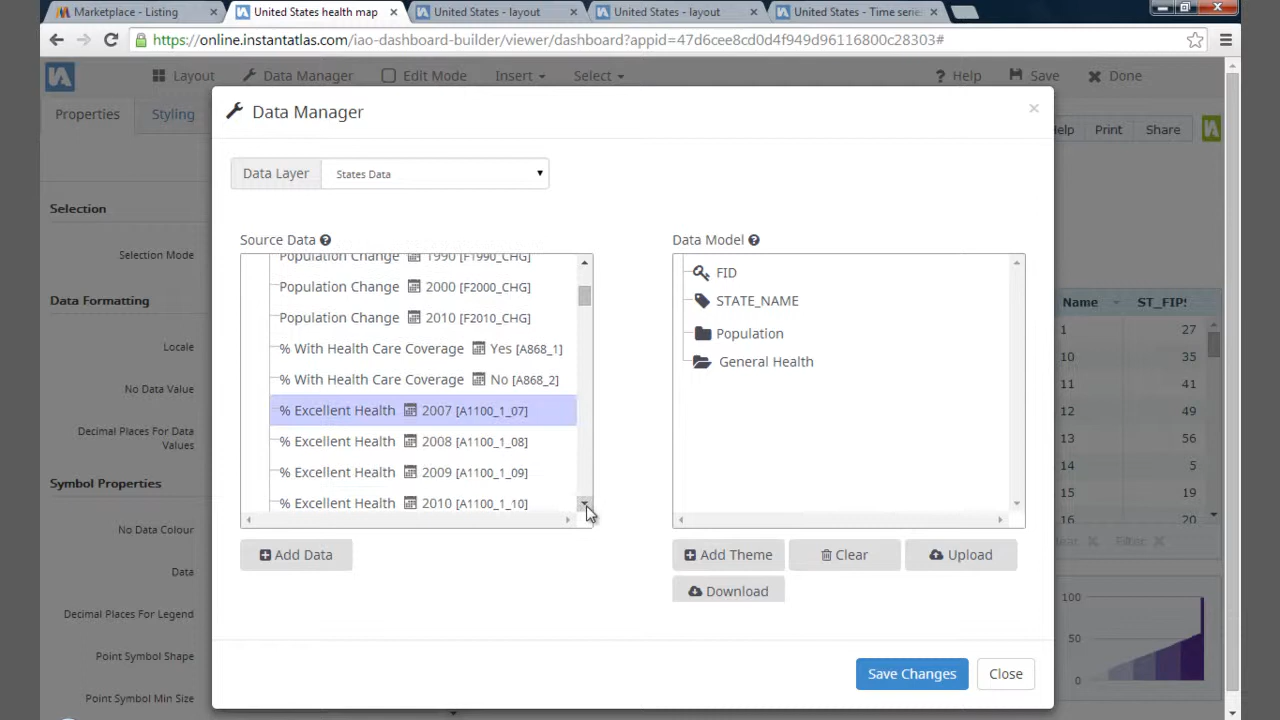 Marketplace - Listing
United States health map
United States - layout
United States - layout
United States - Time serie
https://online.instantatlas.com/iao-dashboard-builder/viewer/dashboard?appid=47d6cee8cd0d4f949d96116800c28303#
Layout
Data Manager
Edit Mode
Insert
Select
Help
Save
Done
Properties
Styling
elp
Print
Share
Selection
Selection Mode
Data Formatting
Locale
No Data Value
Decimal Places For Data
Values
Symbol Properties
No Data Colour
Data
Decimal Places For Legend
Point Symbol Shape
Point Symbol Min Size
Data Manager
Data Layer
States Data
Source Data
Population Change 1990 [F1990_CHG]
Population Change 2000 [F2000_CHG]
Population Change 2010 [F2010_CHG]
% With Health Care Coverage Yes [A868_1]
% With Health Care Coverage No [A868_2]
% Excellent Health 2007 [A1100_1_07]
% Excellent Health 2008 [A1100_1_08]
% Excellent Health 2009 [A1100_1_09]
% Excellent Health 2010 [A1100_1_10]
Add Data
Data Model
FID
STATE_NAME
Population
General Health
Add Theme
Clear
Upload
Download
Save Changes
Close
Name ST_FIP
1 27
10 35
11 41
12 49
13 56
14 5
15 19
16 20
Filter
100
50
0